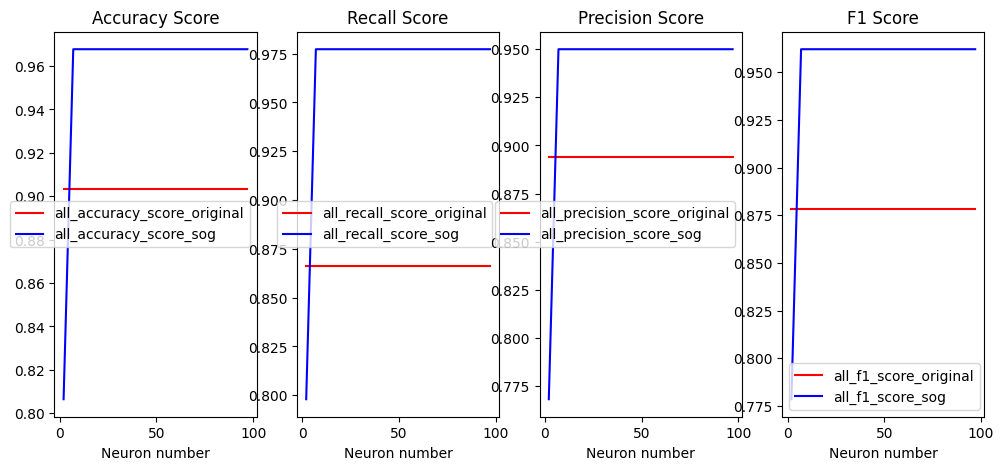 Accuracy Score
0.96
0.94
0.92
0.90
0.88
0.86
0.84
0.82
0.80
all_accuracy_score_original
all_accuracy_score_sog
0
50
100
Neuron number
Recall Score
0.975
0.950
0.925
0.900
0.875
0.850
0.825
0.800
all_recall_score_original
all_recall_score_sog
0
50
100
Neuron number
Precision Score
0.950
0.925
0.900
0.875
0.850
0.825
0.800
0.775
all_precision_score_original
all_precision_score_sog
0
50
100
Neuron number
F1 Score
0.950
0.925
0.900
0.875
0.850
0.825
0.800
0.775
all_f1_score_original
all_f1_score_sog
0
50
100
Neuron number